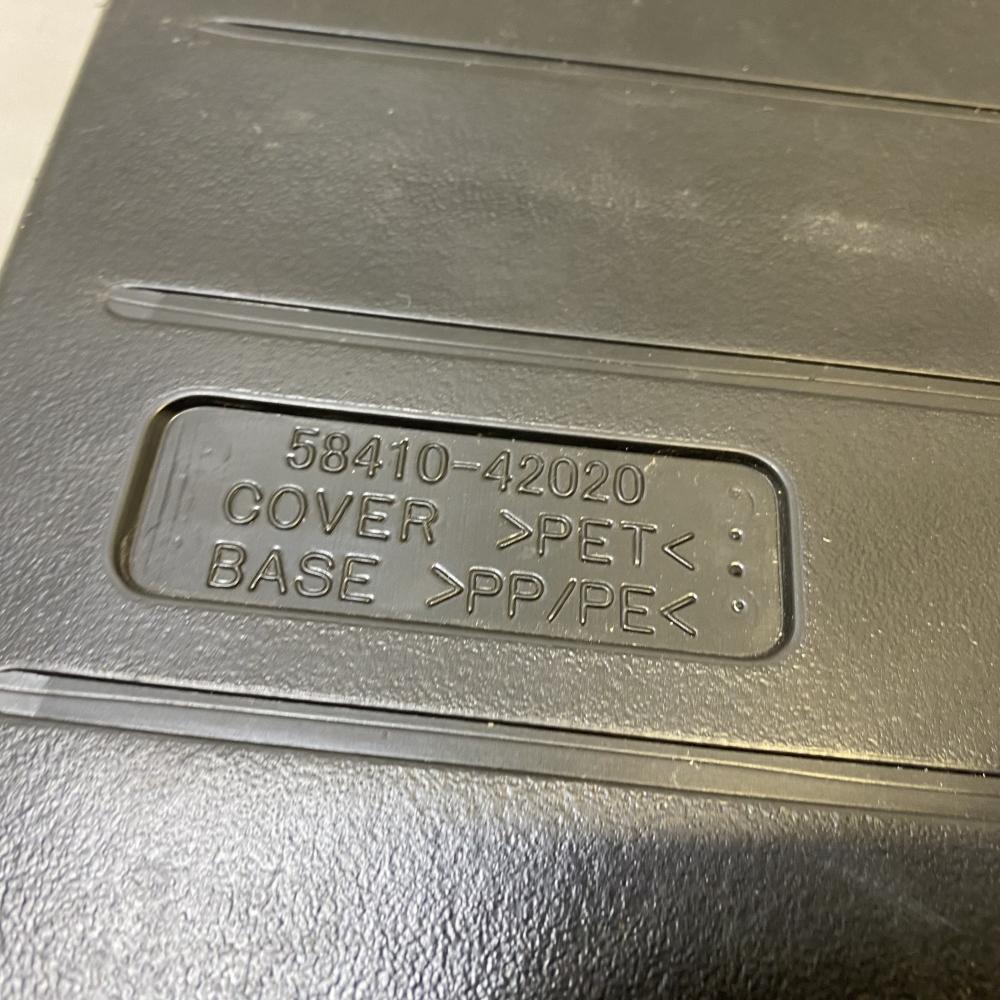 58410-42020
COVER >PET<
BASE >PP/PE<